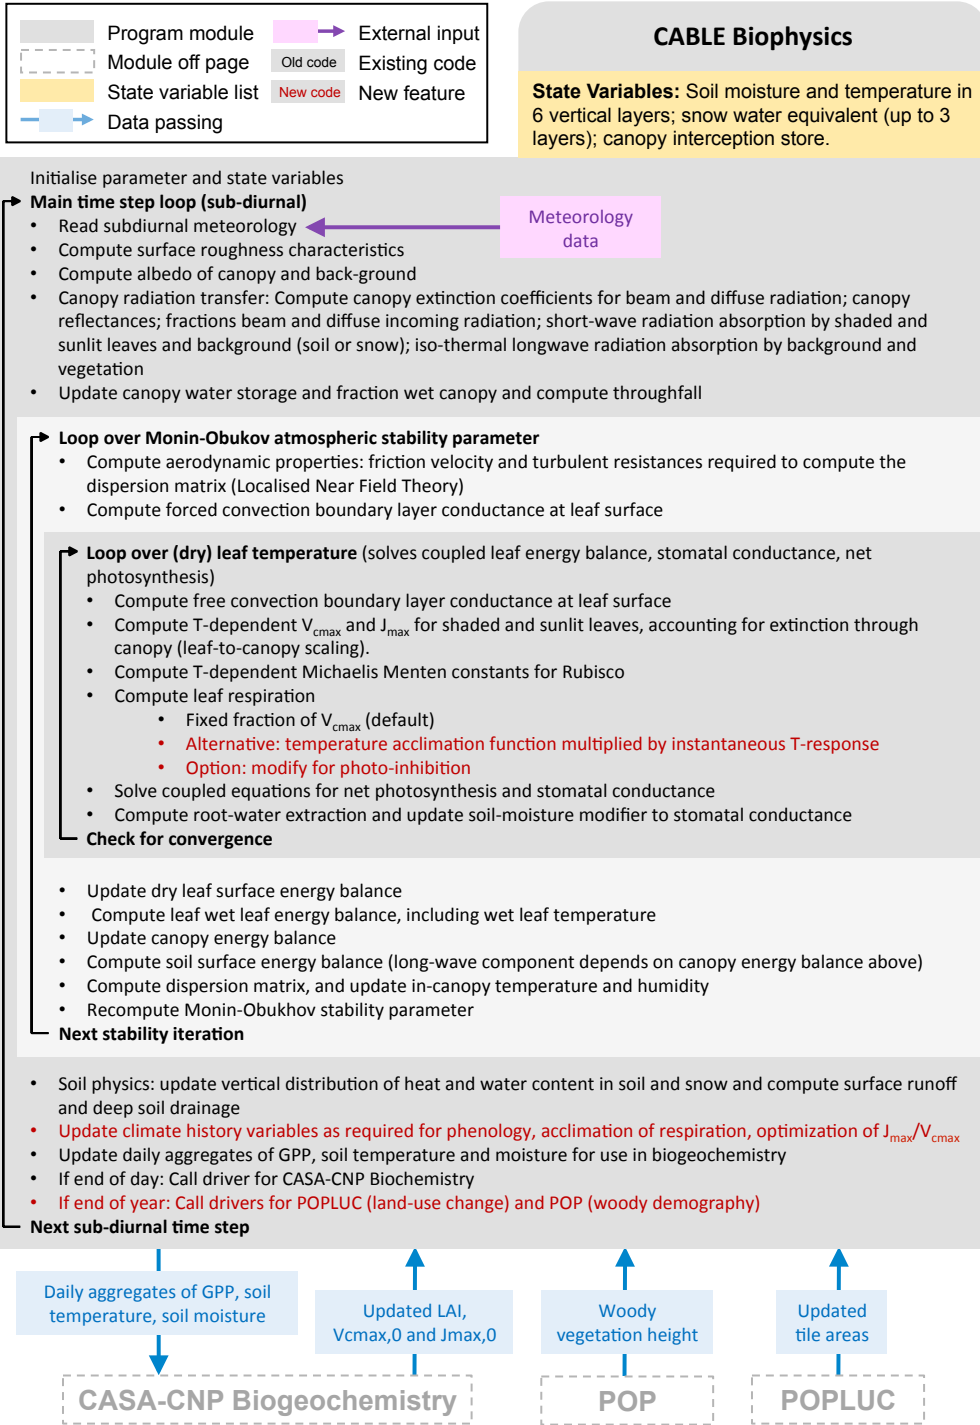 Program module
External input
Module off page
Old code
Existing code
State variable list
New code
New feature
Data passing
CABLE Biophysics
State Variables: Soil moisture and temperature in
6 vertical layers; snow water equivalent (up to 3
layers); canopy interception store.
Initialise parameter and state variables
Main time step loop (sub-diurnal)
• Read subdiurnal meteorology
Meteorology
data
• Compute surface roughness characteristics
• Compute albedo of canopy and back-ground
• Canopy radiation transfer: Compute canopy extinction coefficients for beam and diffuse radiation; canopy
reflectances; fractions beam and diffuse incoming radiation; short-wave radiation absorption by shaded and
sunlit leaves and background (soil or snow); iso-thermal longwave radiation absorption by background and
vegetation
• Update canopy water storage and fraction wet canopy and compute throughfall
Loop over Monin-Obukov atmospheric stability parameter
• Compute aerodynamic properties: friction velocity and turbulent resistances required to compute the
dispersion matrix (Localised Near Field Theory)
• Compute forced convection boundary layer conductance at leaf surface
Loop over (dry) leaf temperature (solves coupled leaf energy balance, stomatal conductance, net
photosynthesis)
• Compute free convection boundary layer conductance at leaf surface
• Compute T-dependent Vcmax and Jmax for shaded and sunlit leaves, accounting for extinction through
canopy (leaf-to-canopy scaling).
• Compute T-dependent Michaelis Menten constants for Rubisco
• Compute leaf respiration
• Fixed fraction of Vcmax (default)
• Alternative: temperature acclimation function multiplied by instantaneous T-response
• Option: modify for photo-inhibition
• Solve coupled equations for net photosynthesis and stomatal conductance
• Compute root-water extraction and update soil-moisture modifier to stomatal conductance
Check for convergence
• Update dry leaf surface energy balance
• Compute leaf wet leaf energy balance, including wet leaf temperature
• Update canopy energy balance
• Compute soil surface energy balance (long-wave component depends on canopy energy balance above)
• Compute dispersion matrix, and update in-canopy temperature and humidity
• Recompute Monin-Obukhov stability parameter
Next stability iteration
• Soil physics: update vertical distribution of heat and water content in soil and snow and compute surface runoff
and deep soil drainage
• Update climate history variables as required for phenology, acclimation of respiration, optimization of Jmax/Vcmax
• Update daily aggregates of GPP, soil temperature and moisture for use in biogeochemistry
• If end of day: Call driver for CASA-CNP Biochemistry
• If end of year: Call drivers for POPLUC (land-use change) and POP (woody demography)
Next sub-diurnal time step
Daily aggregates of GPP, soil
temperature, soil moisture
Updated LAI,
Vcmax,0 and Jmax,0
Woody
vegetation height
Updated
tile areas
CASA-CNP Biogeochemistry
POP
POPLUC